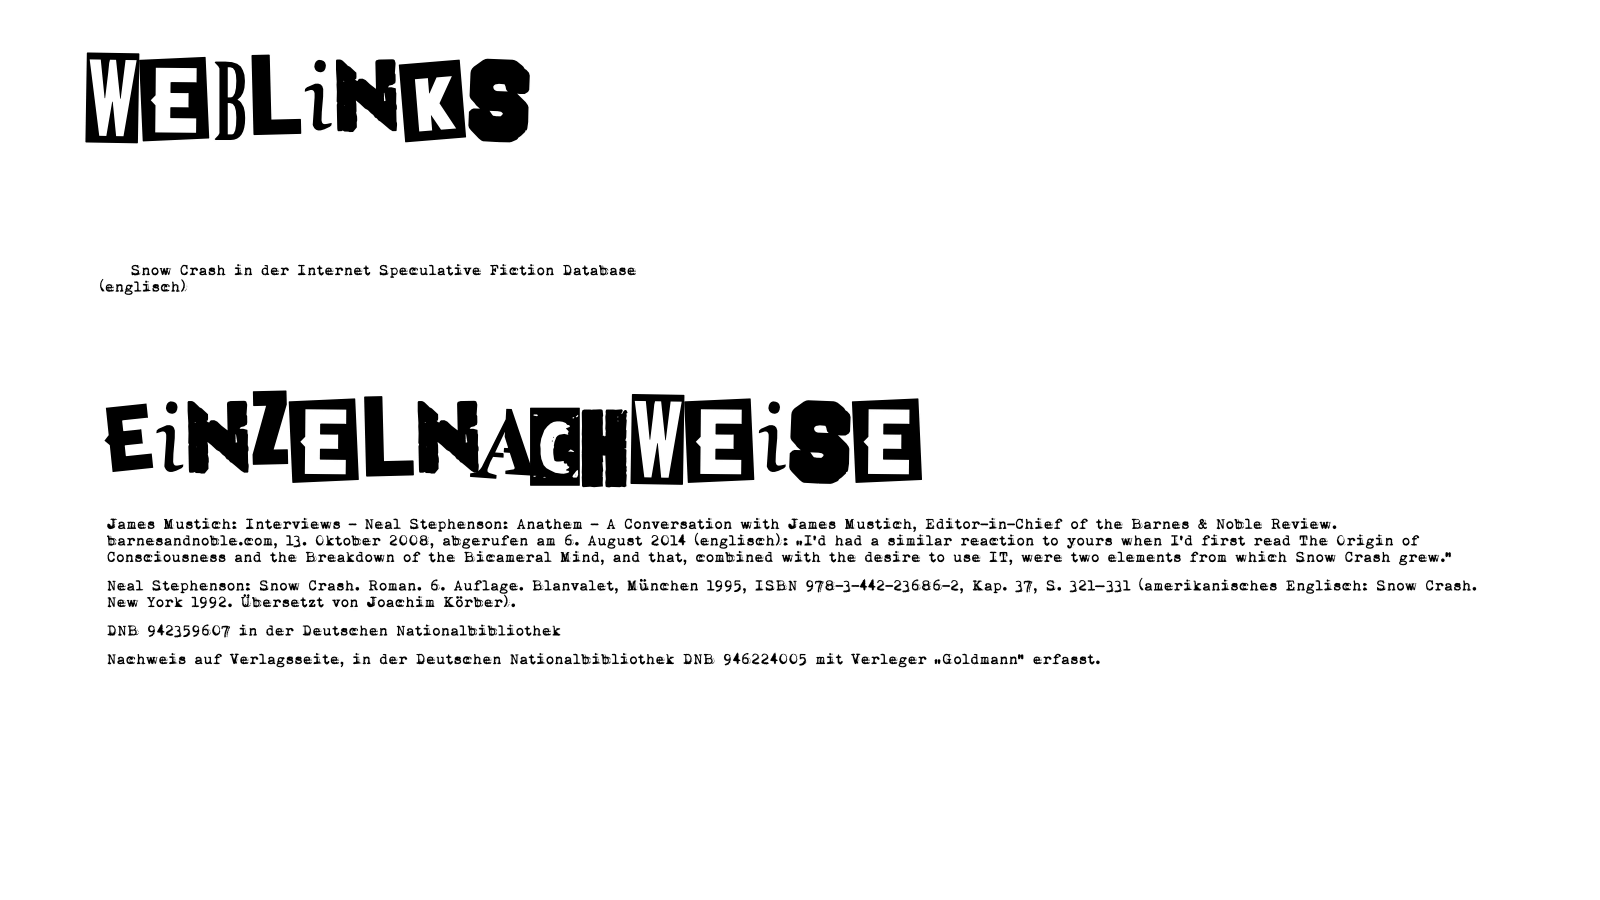 WEBLiNKS
Snow Crash in der Internet Speculative Fiction Database
(englisch)
EiNZELNACHWEiSE
James Mustich: Interviews – Neal Stephenson: Anathem – A Conversation with James Mustich, Editor-in-Chief of the Barnes & Noble Review.
barnesandnoble.com, 13. Oktober 2008, abgerufen am 6. August 2014 (englisch): „I'd had a similar reaction to yours when I'd first read The Origin of
Consciousness and the Breakdown of the Bicameral Mind, and that, combined with the desire to use IT, were two elements from which Snow Crash grew.“
Neal Stephenson: Snow Crash. Roman. 6. Auflage. Blanvalet, München 1995, ISBN 978-3-442-23686-2, Kap. 37, S. 321–331 (amerikanisches Englisch: Snow Crash.
New York 1992. Übersetzt von Joachim Körber).
DNB 942359607 in der Deutschen Nationalbibliothek
Nachweis auf Verlagsseite, in der Deutschen Nationalbibliothek DNB 946224005 mit Verleger „Goldmann“ erfasst.